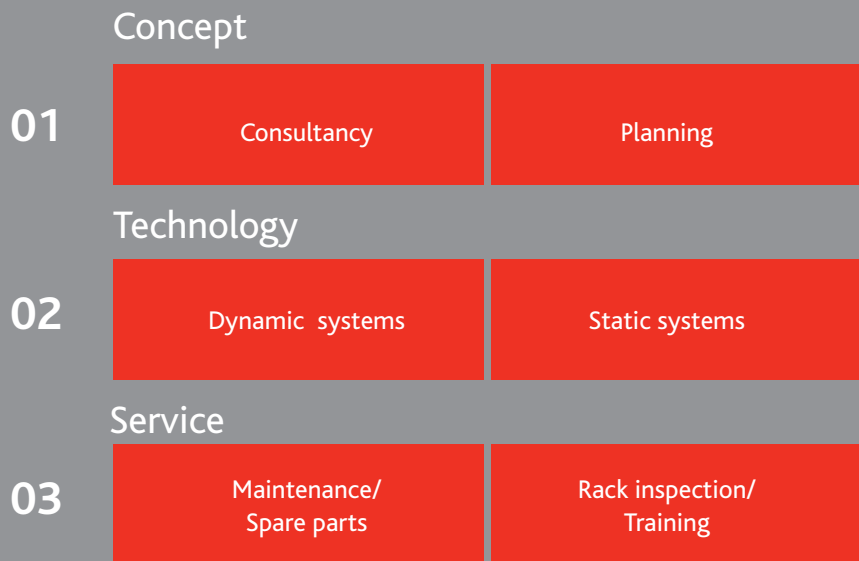 Concept
01
Consultancy
Planning
Technology
02
Dynamic systems
Static systems
Service
03
Maintenance/
Spare parts
Rack inspection/
Training